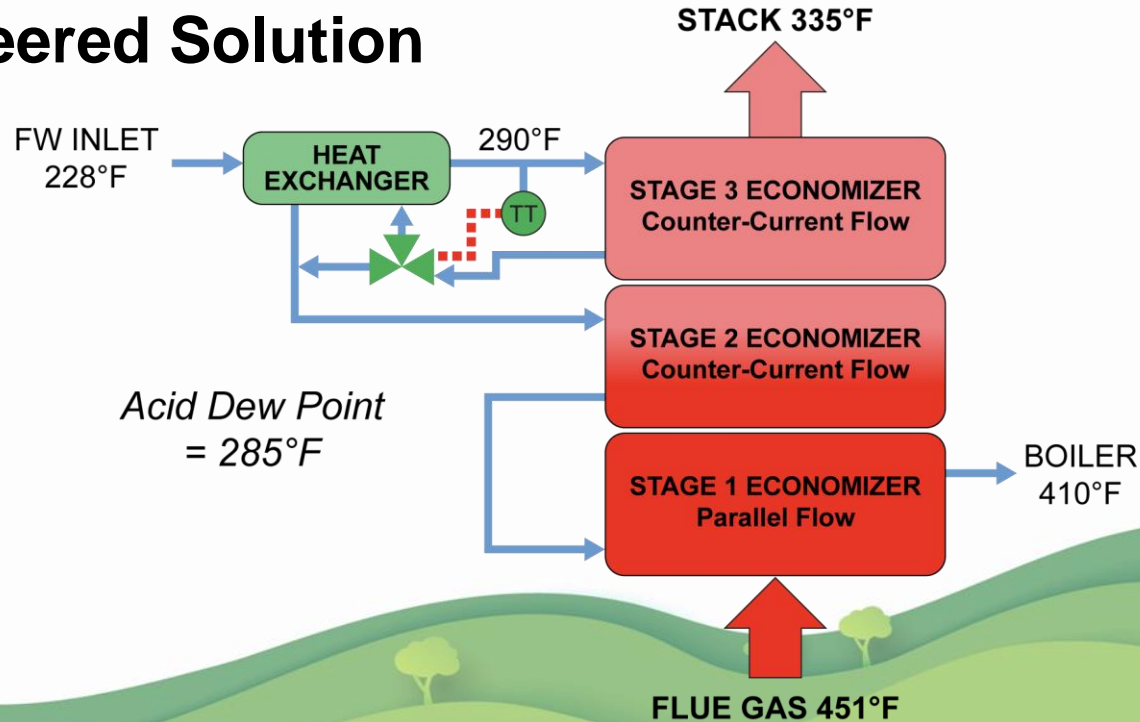 eered Solution
STACK 335°F
FW INLET
228°F
HEAT
EXCHANGER
290°F
TT
STAGE 3 ECONOMIZER
Counter-Current Flow
STAGE 2 ECONOMIZER
Counter-Current Flow
Acid Dew Point
= 285°F
STAGE 1 ECONOMIZER
Parallel Flow
BOILER
410°F
FLUE GAS 451°F